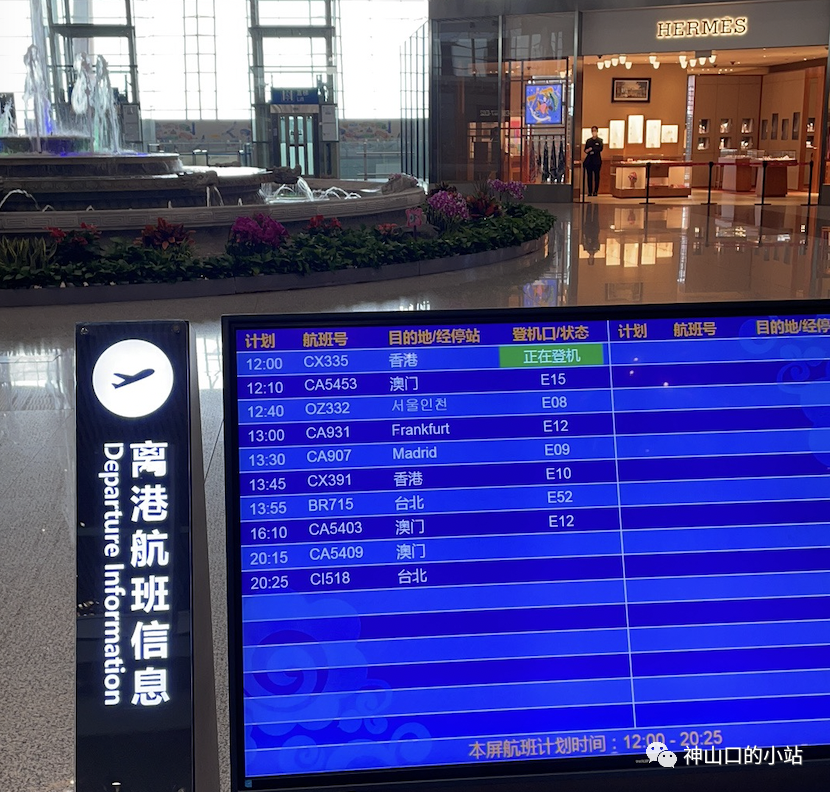 HERMÈS
离港航班信息
Departure Information
计划 航班号 目的地/经停站 登机口/状态 计划 航班号 目的地/经停
12:00 CX335 香港 正在登机
12:10 CA5453 澳门 E15
12:40 OZ332 서울인천 E08
13:00 CA931 Frankfurt E12
13:30 CA907 Madrid E09
13:45 CX391 香港 E10
13:55 BR715 台北 E52
16:10 CA5403 澳门 E12
20:15 CA5409 澳门
20:25 CI518 台北
本屏航班计划时间：12:00 - 20:25
神山口的小站